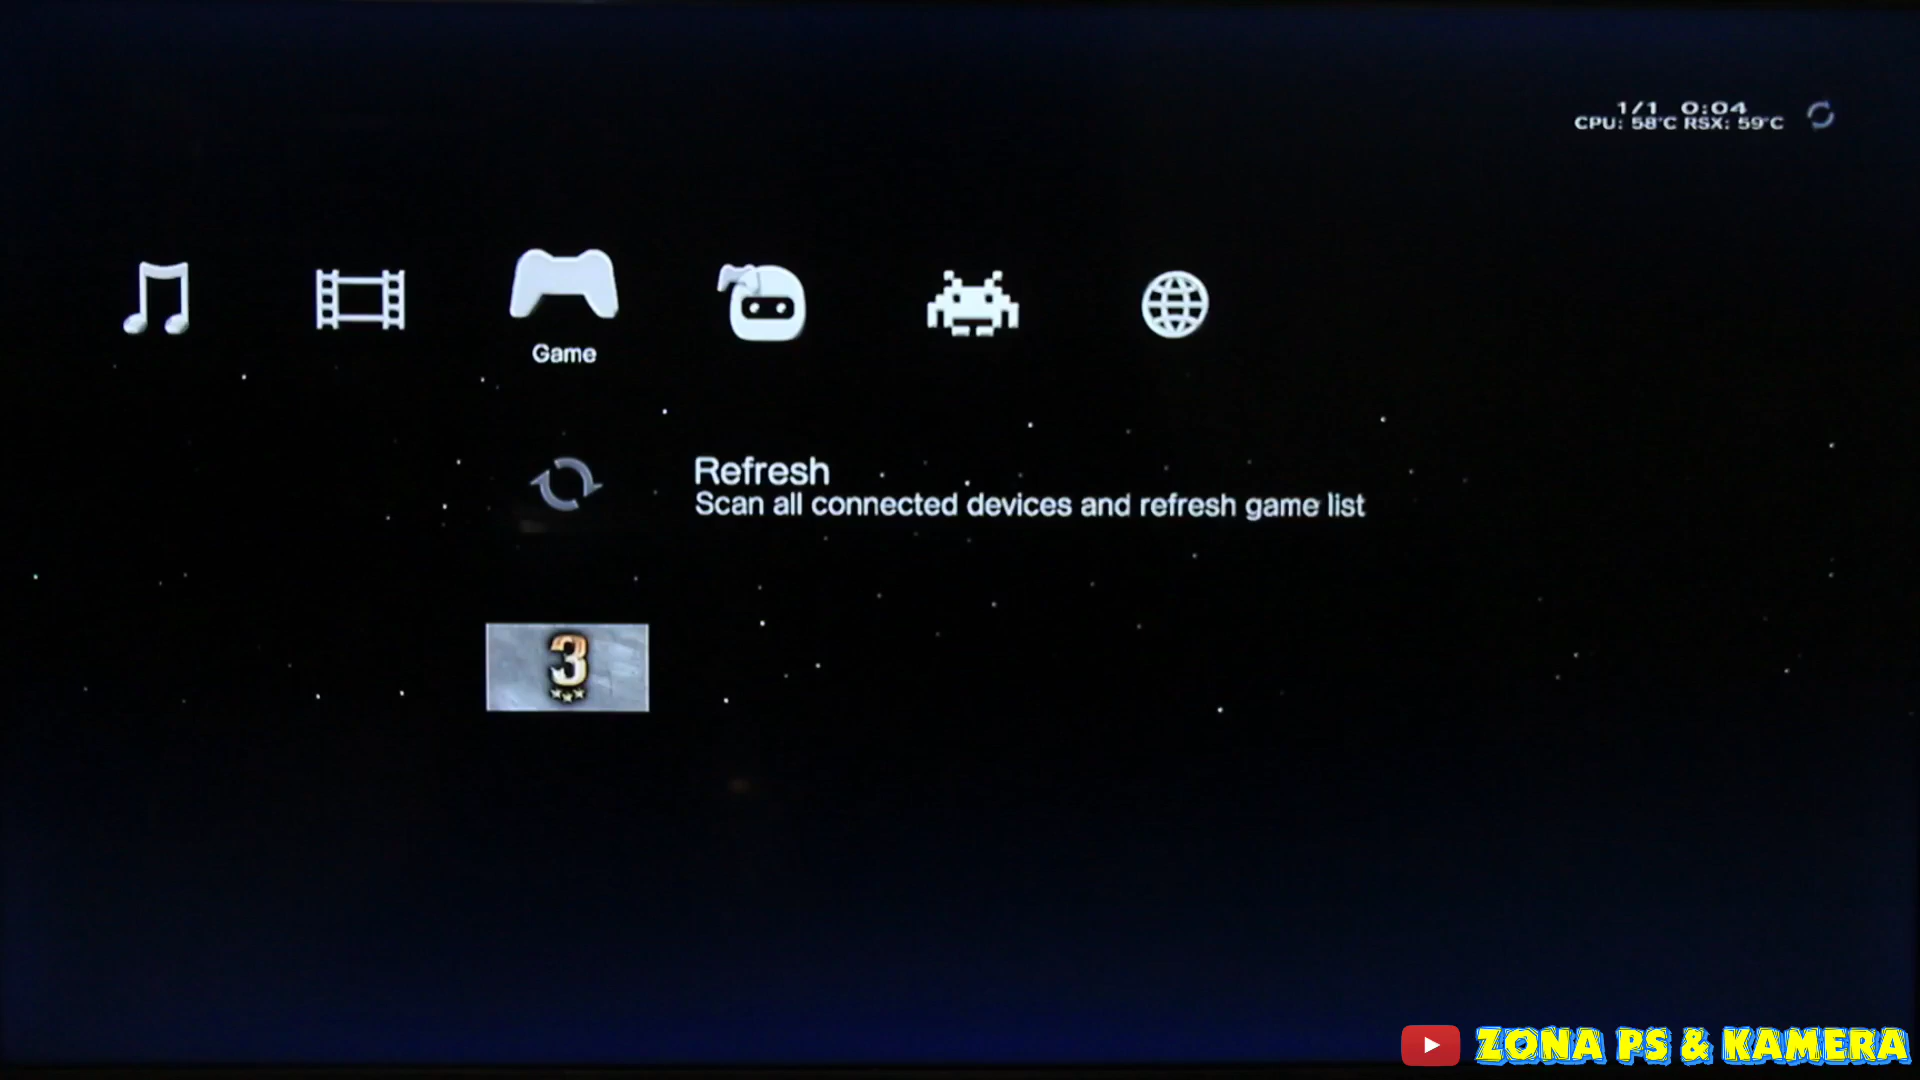 1/1 0:04
CPU: 58°C RSX: 59°C
Game
Refresh
Scan all connected devices and refresh game list
3
ZONA PS & KAMERA